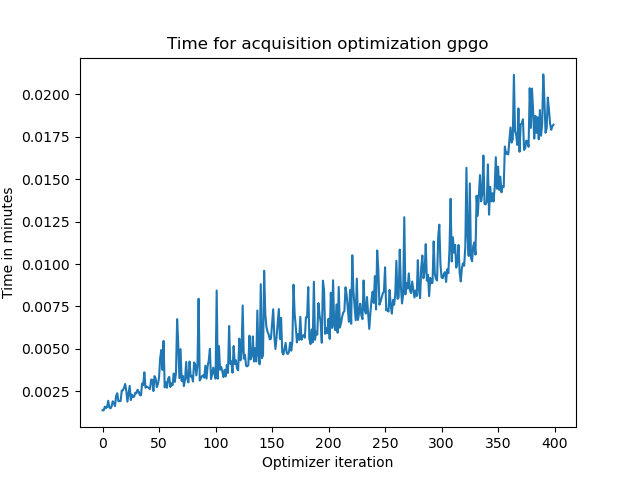 Time for acquisition optimization gpgo
0.0200
0.0175
0.0150
0.0125
0.0100
0.0075
0.0050
0.0025
Time in minutes
0 50 100 150 200 250 300 350 400
Optimizer iteration